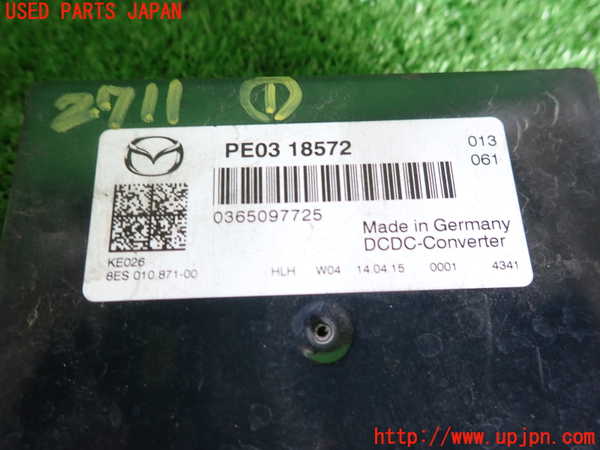 USED PARTS JAPAN
2711 ①
PE03 18572
013
061
0365097725
Made in Germany
DCDC-Converter
KE026
8ES 010.871-00
HLH W04 14.04.15 0001 4341
http://www.upjpn.com